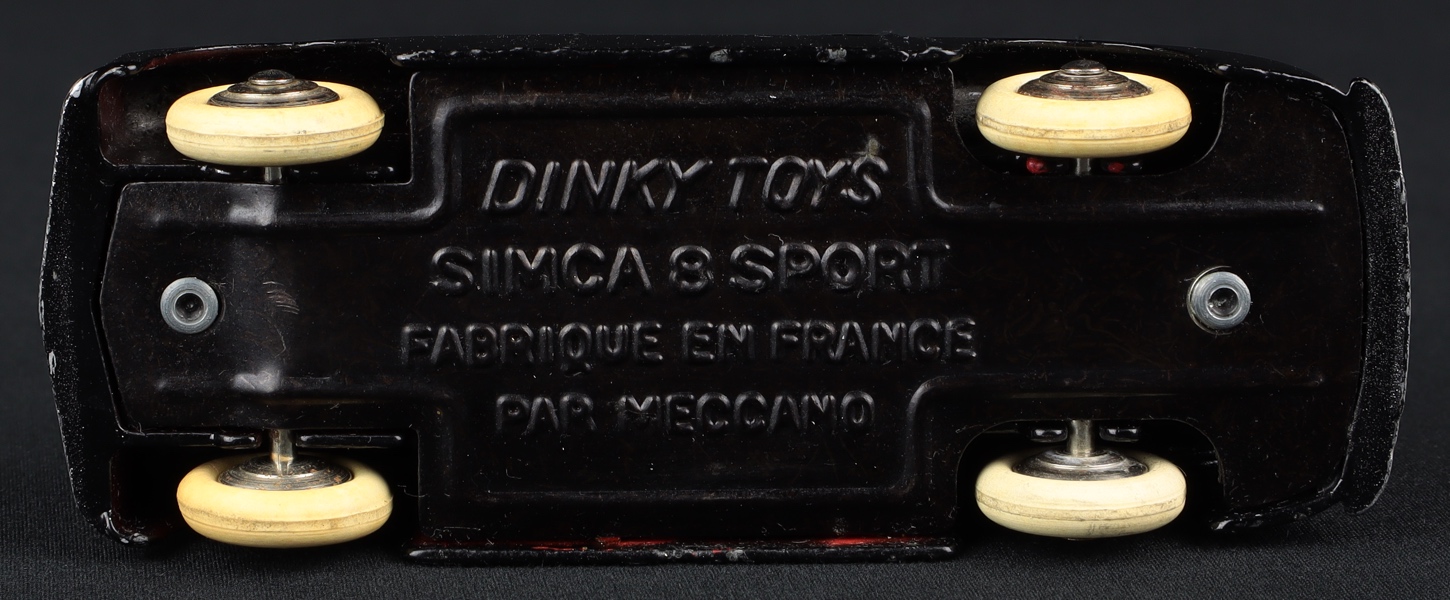 DINKY TOYS
SIMCA 8 SPORT
FABRIQUE EN FRANCE
PAR MECCANO